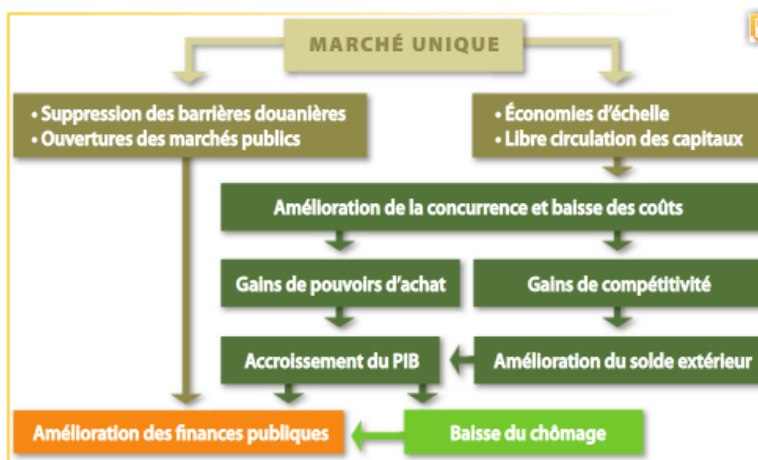 MARCHÉ UNIQUE
• Suppression des barrières douanières
• Ouvertures des marchés publics
• Économies d'échelle
• Libre circulation des capitaux
Amélioration de la concurrence et baisse des coûts
Gains de pouvoirs d'achat
Gains de compétitivité
Accroissement du PIB
Amélioration du solde extérieur
Amélioration des finances publiques
Baisse du chômage